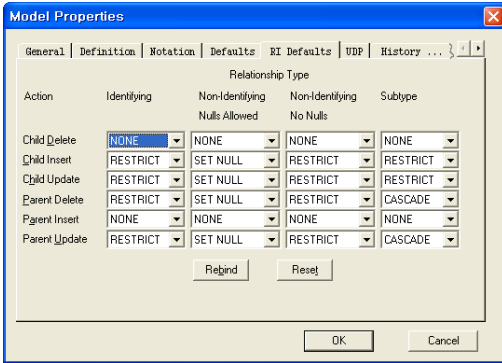 Model Properties
General Definition Notation Defaults RI Defaults UDP History ...
Relationship Type
Action Identifying Non-Identifying Non-Identifying Subtype
Nulls Allowed No Nulls
Child Delete NONE NONE NONE NONE
Child Insert RESTRICT SET NULL RESTRICT RESTRICT
Child Update RESTRICT SET NULL RESTRICT RESTRICT
Parent Delete RESTRICT SET NULL RESTRICT CASCADE
Parent Insert NONE NONE NONE NONE
Parent Update RESTRICT SET NULL RESTRICT CASCADE
Rebind Reset
OK Cancel